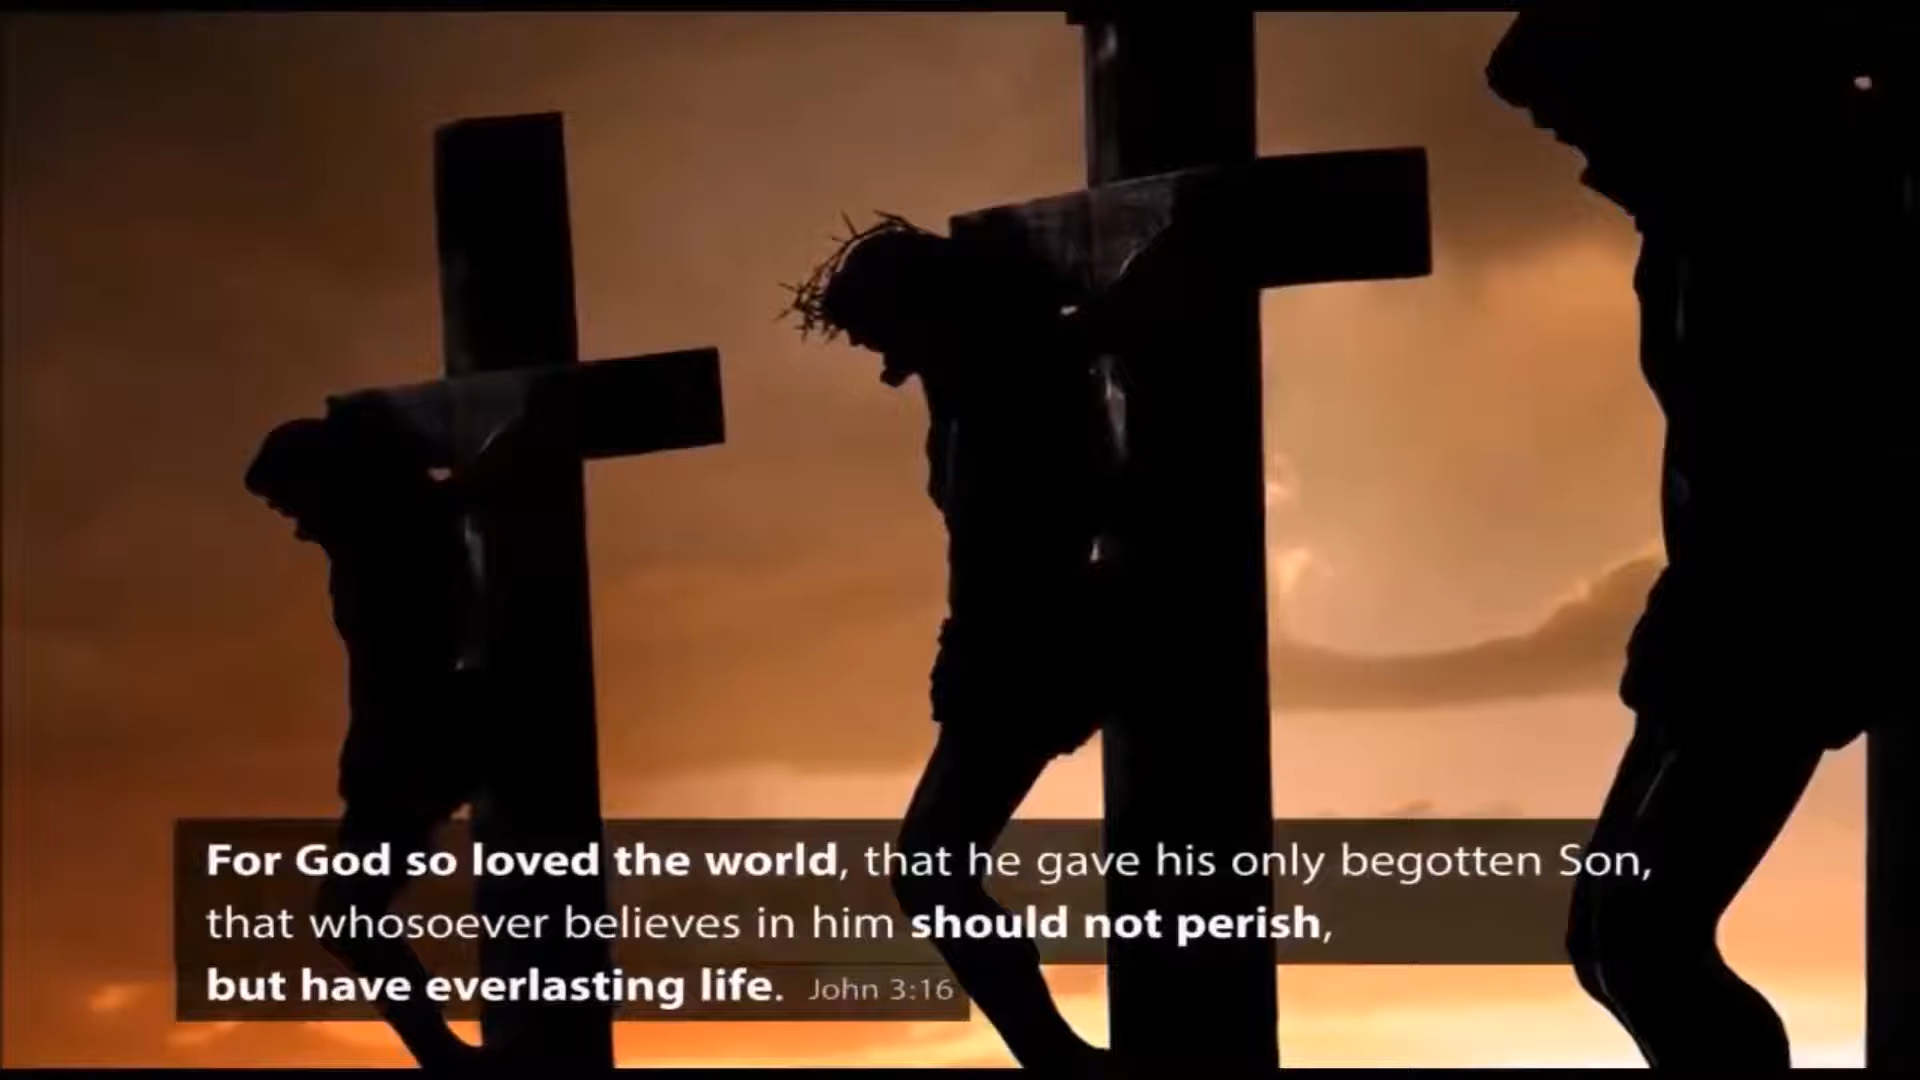 For God so loved the world, that he gave his only begotten Son,
that whosoever believes in him should not perish,
but have everlasting life. John 3:16